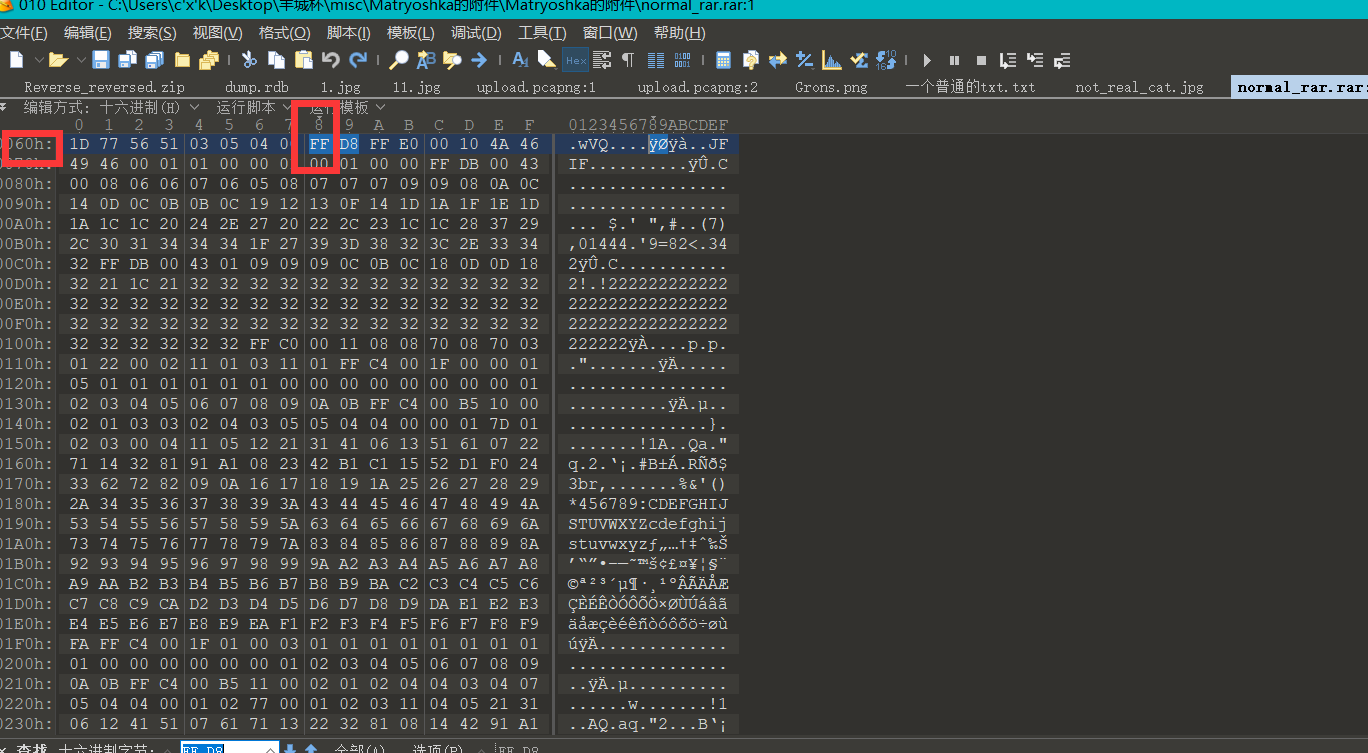 010 Editor - C:\Users\c'x'k\Desktop\羊城杯\misc\Matryoshka的附件\Matryoshka的附件\normal_rar.rar:1
文件(F) 编辑(E) 搜索(S) 视图(V) 格式(O) 脚本(I) 模板(L) 调试(D) 工具(T) 窗口(W) 帮助(H)
Hex
Reverse_reversed.zip dump.rdb 1.jpg 11.jpg upload.pcapng:1 upload.pcapng:2 Grons.png 一个普通的txt.txt not_real_cat.jpg normal_rar.rar:
编辑方式: 十六进制(H) 运行脚本 运行模板
0 1 2 3 4 5 6 7 8 9 A B C D E F 0123456789ABCDEF
0060h: 1D 77 56 51 03 05 04 FF D8 FF E0 00 10 4A 46 .wVQ....ÿØÿà..JF
0070h: 49 46 00 01 01 00 00 01 00 01 00 00 FF DB 00 43 IF..........ÿÛ.C
0080h: 00 08 06 06 07 06 05 08 07 07 07 09 09 08 0A 0C ................
0090h: 14 0D 0C 0B 0B 0C 19 12 13 0F 14 1D 1A 1F 1E 1D ................
00A0h: 1A 1C 1C 20 24 2E 27 20 22 2C 23 1C 1C 28 37 29 ... $.' ",#..(7)
00B0h: 2C 30 31 34 34 34 1F 27 39 3D 38 32 3C 2E 33 34 ,01444.'9=82<.34
00C0h: 32 FF DB 00 43 01 09 09 09 0C 0B 0C 18 0D 0D 18 2ÿÛ.C...........
00D0h: 32 21 1C 21 32 32 32 32 32 32 32 32 32 32 32 32 2!.!222222222222
00E0h: 32 32 32 32 32 32 32 32 32 32 32 32 32 32 32 32 2222222222222222
00F0h: 32 32 32 32 32 32 32 32 32 32 32 32 32 32 32 32 2222222222222222
0100h: 32 32 32 32 32 32 FF C0 00 11 08 08 70 08 70 03 222222ÿÀ....p.p.
0110h: 01 22 00 02 11 01 03 11 01 FF C4 00 1F 00 00 01 .".......ÿÄ.....
0120h: 05 01 01 01 01 01 01 00 00 00 00 00 00 00 00 01 ................
0130h: 02 03 04 05 06 07 08 09 0A 0B FF C4 00 B5 10 00 ..........ÿÄ.µ..
0140h: 02 01 03 03 02 04 03 05 05 04 04 00 00 01 7D 01 ..............}.
0150h: 02 03 00 04 11 05 12 21 31 41 06 13 51 61 07 22 .......!1A..Qa."
0160h: 71 14 32 81 91 A1 08 23 42 B1 C1 15 52 D1 F0 24 q.2.‘¡.#B±Á.RÑð$
0170h: 33 62 72 82 09 0A 16 17 18 19 1A 25 26 27 28 29 3br‚.......%&'()
0180h: 2A 34 35 36 37 38 39 3A 43 44 45 46 47 48 49 4A *456789:CDEFGHIJ
0190h: 53 54 55 56 57 58 59 5A 63 64 65 66 67 68 69 6A STUVWXYZcdefghij
01A0h: 73 74 75 76 77 78 79 7A 83 84 85 86 87 88 89 8A stuvwxyzƒ„…†‡ˆ‰Š
01B0h: 92 93 94 95 96 97 98 99 9A A2 A3 A4 A5 A6 A7 A8 ’“”•–—˜™š¢£¤¥¦§¨
01C0h: A9 AA B2 B3 B4 B5 B6 B7 B8 B9 BA C2 C3 C4 C5 C6 ©ª²³´µ¶·¸¹ºÂÃÄÅÆ
01D0h: C7 C8 C9 CA D2 D3 D4 D5 D6 D7 D8 D9 DA E1 E2 E3 ÇÈÉÊÒÓÔÕÖ×ØÙÚáâã
01E0h: E4 E5 E6 E7 E8 E9 EA F1 F2 F3 F4 F5 F6 F7 F8 F9 äåæçèéêñòóôõö÷øù
01F0h: FA FF C4 00 1F 01 00 03 01 01 01 01 01 01 01 01 úÿÄ.............
0200h: 01 00 00 00 00 00 00 01 02 03 04 05 06 07 08 09 ................
0210h: 0A 0B FF C4 00 B5 11 00 02 01 02 04 04 03 04 07 ..ÿÄ.µ..........
0220h: 05 04 04 00 01 02 77 00 01 02 03 11 04 05 21 31 ......w.......!1
0230h: 06 12 41 51 07 61 71 13 22 32 81 08 14 42 91 A1 ..AQ.aq."2...B‘¡
查找 十六进制字节: FF D8 全部(A) 选项(P) FF D8